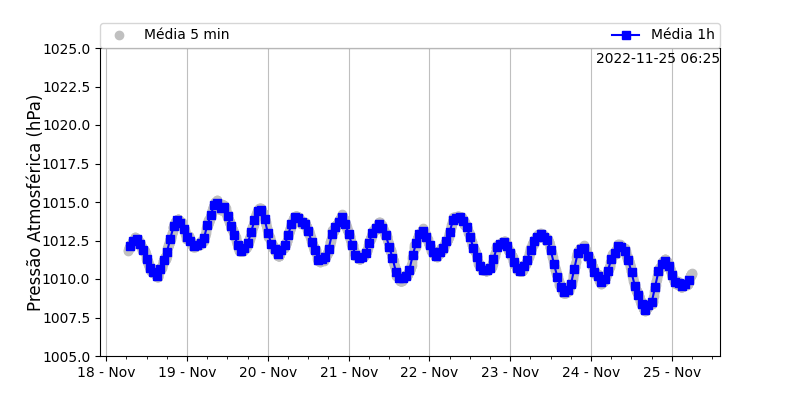 Média 5 min
Média 1h
2022-11-25 06:25
Pressão Atmosférica (hPa)
1025.0
1022.5
1020.0
1017.5
1015.0
1012.5
1010.0
1007.5
1005.0
18 - Nov
19 - Nov
20 - Nov
21 - Nov
22 - Nov
23 - Nov
24 - Nov
25 - Nov